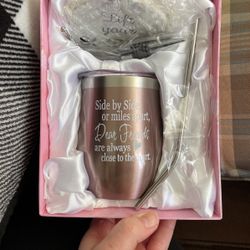 Side by Side
or miles apart,
Dear Friends
are always
close to the heart.